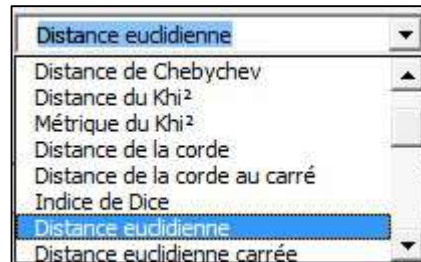 Distance euclidienne
Distance de Chebychev
Distance du Khi²
Métrique du Khi²
Distance de la corde
Distance de la corde au carré
Indice de Dice
Distance euclidienne
Distance euclidienne carrée